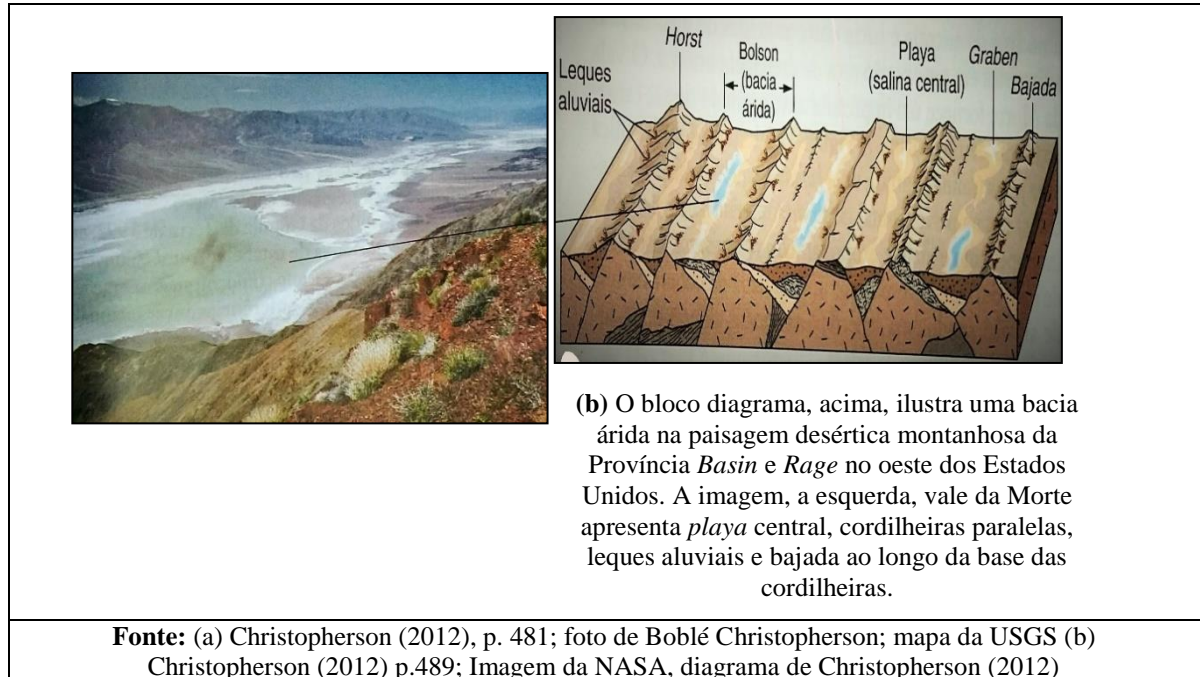 Horst
Bolson
(bacia
árida)
Playa
(salina central)
Graben
Bajada
Leques
aluviais
(b) O bloco diagrama, acima, ilustra uma bacia
árida na paisagem desértica montanhosa da
Província Basin e Rage no oeste dos Estados
Unidos. A imagem, a esquerda, vale da Morte
apresenta playa central, cordilheiras paralelas,
leques aluviais e bajada ao longo da base das
cordilheiras.
Fonte: (a) Christopherson (2012), p. 481; foto de Boblé Christopherson; mapa da USGS (b)
Christopherson (2012) p.489; Imagem da NASA, diagrama de Christopherson (2012)